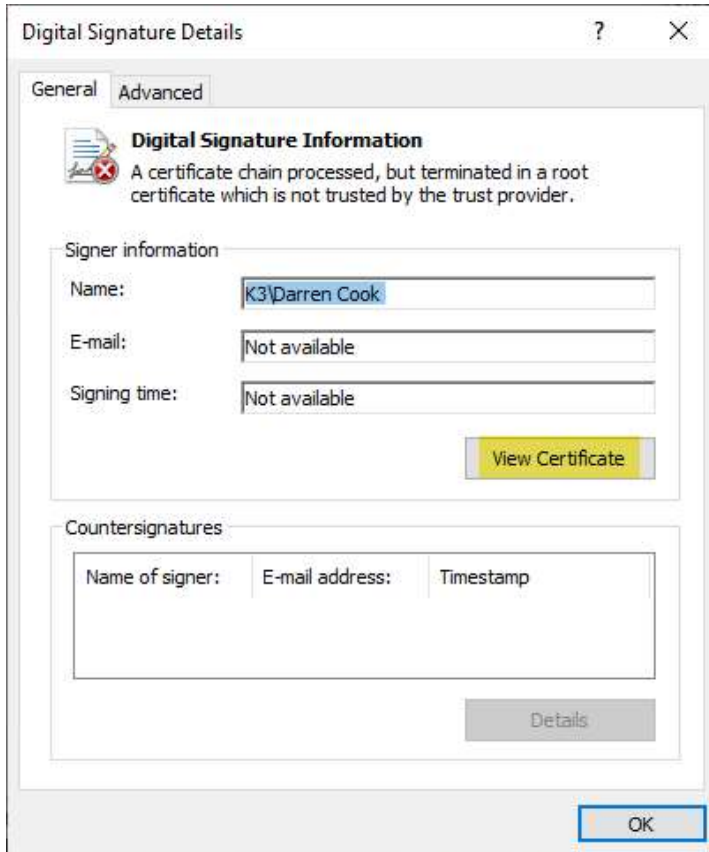 Digital Signature Details
?
General
Advanced
Digital Signature Information
A certificate chain processed, but terminated in a root
certificate which is not trusted by the trust provider.
Signer information
Name:
K3\Darren Cook
E-mail:
Not available
Signing time:
Not available
View Certificate
Countersignatures
Name of signer:
E-mail address:
Timestamp
Details
OK